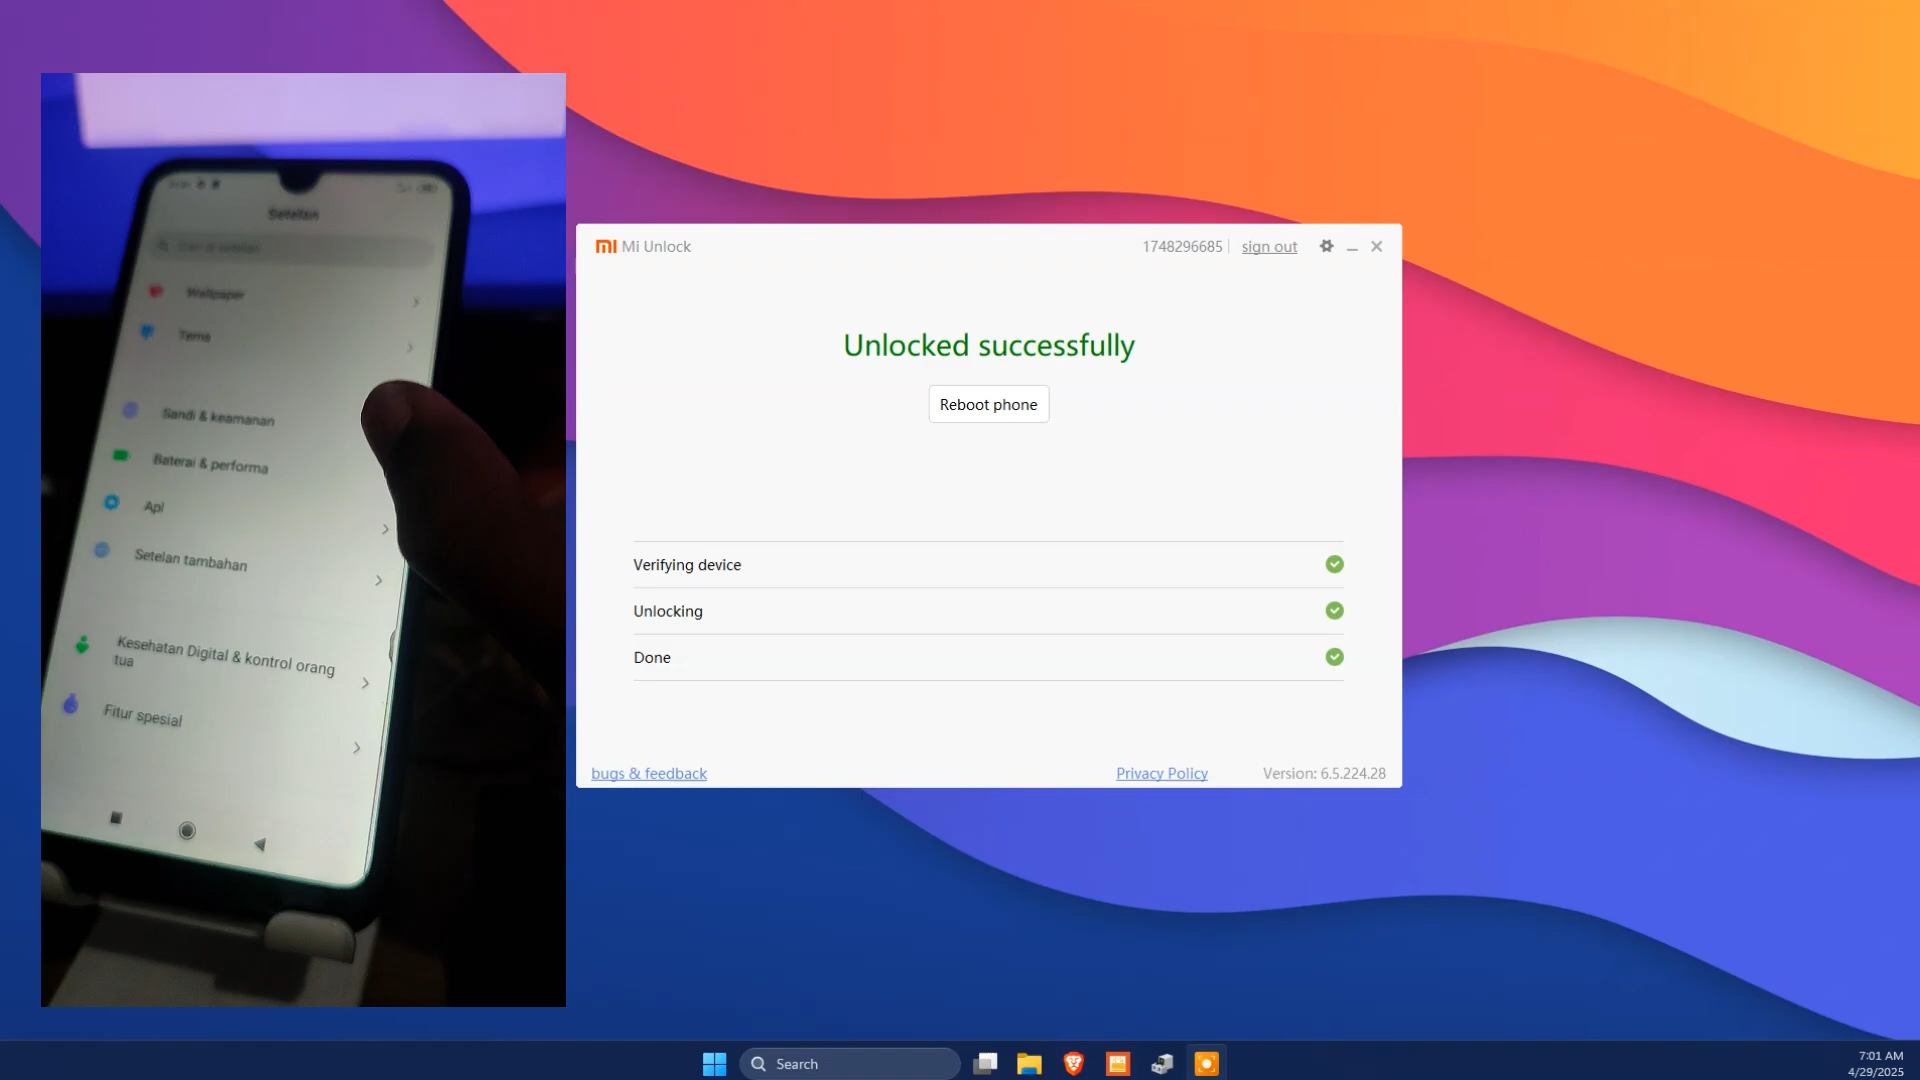 Setelan
Wallpaper
Tema
Sandi & keamanan
Baterai & performa
Apl
Setelan tambahan
Kesehatan Digital & kontrol orang
tua
Fitur spesial
Mi Unlock
1748296685
sign out
Unlocked successfully
Reboot phone
Verifying device
Unlocking
Done
bugs & feedback
Privacy Policy
Version: 6.5.224.28
Search
7:01 AM
4/29/2025